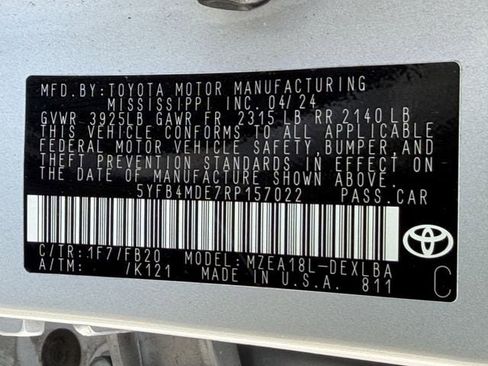 MFD. BY:TOYOTA MOTOR MANUFACTURING
MISSISSIPPI INC. 04/24
GVWR 3925LB GAWR FR 2315 LB RR 2140 LB
THIS VEHICLE CONFORMS TO ALL APPLICABLE
FEDERAL MOTOR VEHICLE SAFETY, BUMPER, AND
THEFT PREVENTION STANDARDS IN EFFECT ON
THE DATE OF MANUFACTURE SHOWN ABOVE.
5YFB4MDE7RP157022 PASS.CAR
C/TR: 1F7/FB20 MODEL: MZEA18L-DEXLBA
A/TM: /K121 MADE IN U.S.A. 811
C